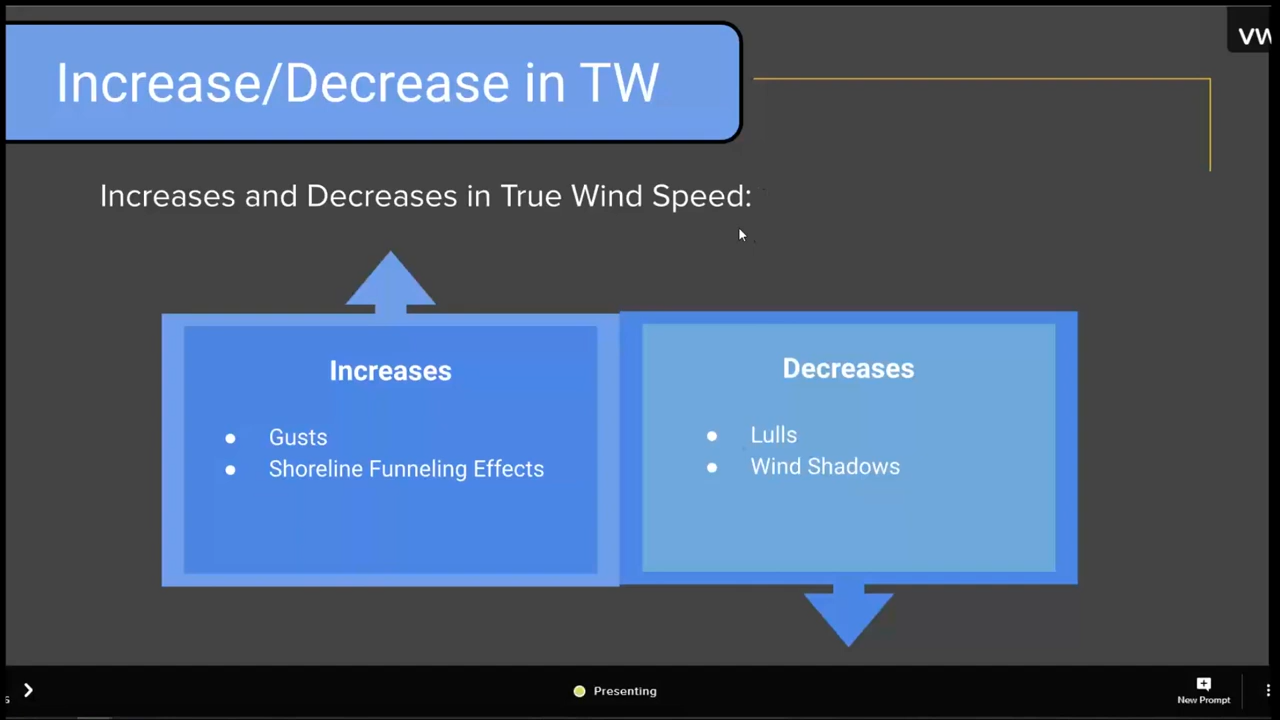 VW
Increase/Decrease in TW
Increases and Decreases in True Wind Speed:
Increases
● Gusts
● Shoreline Funneling Effects
Decreases
● Lulls
● Wind Shadows
s
Presenting
New Prompt